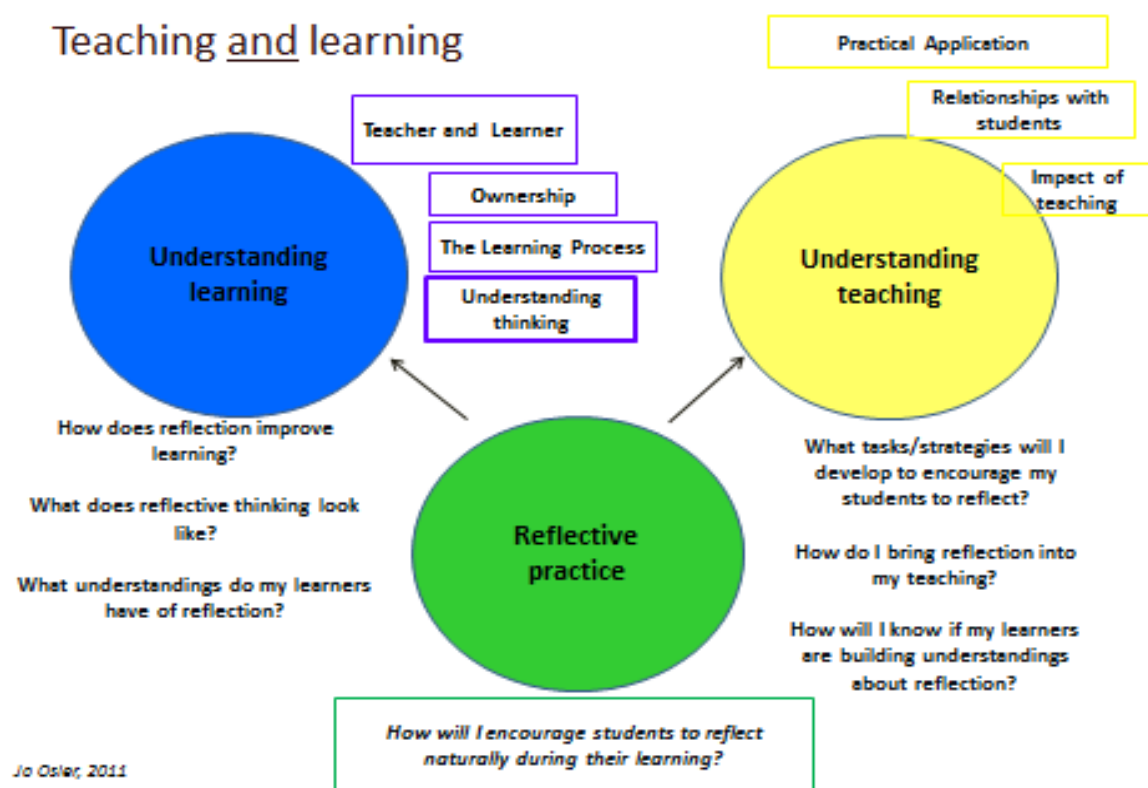 Teaching and learning
Practical Application
Relationships with
students
Impact of
teaching
Teacher and Learner
Ownership
The Learning Process
Understanding
thinking
Understanding
learning
Understanding
teaching
How does reflection improve
learning?
What does reflective thinking look
like?
What understandings do my learners
have of reflection?
Reflective
practice
What tasks/strategies will I
develop to encourage my
students to reflect?
How do I bring reflection into
my teaching?
How will I know if my learners
are building understandings
about reflection?
How will I encourage students to reflect
naturally during their learning?
Jo Osler, 2011